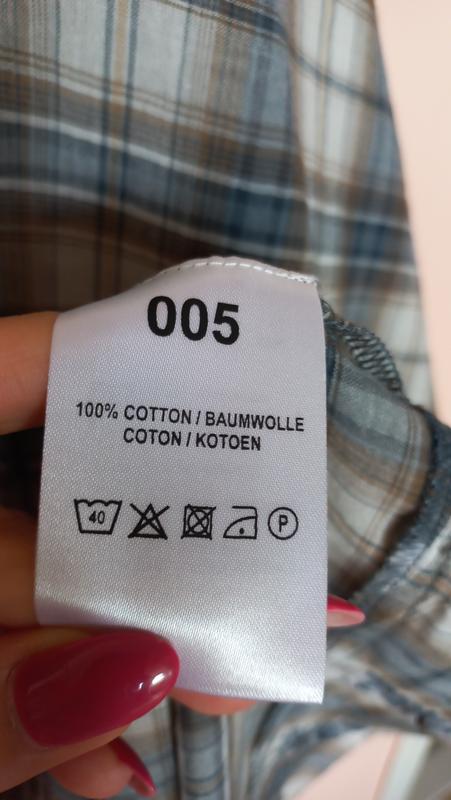 005
100% COTTON / BAUMWOLLE
COTON / KOTOEN
40 P